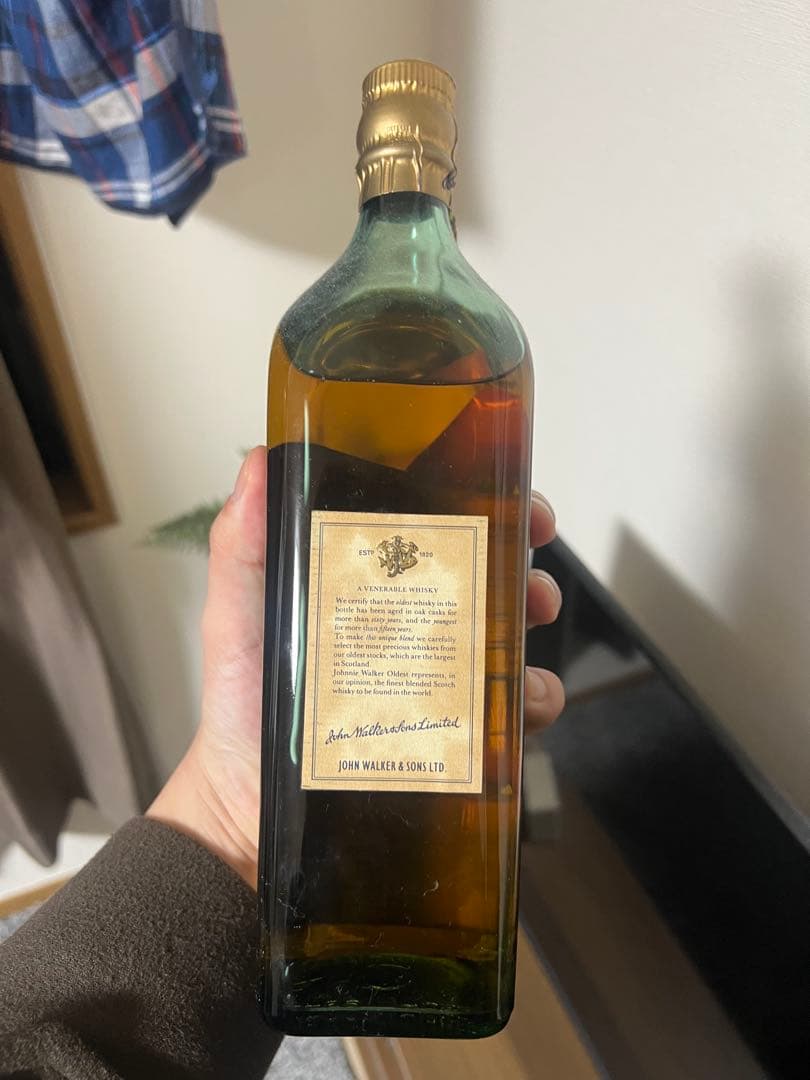 ESTD 1820
A VENERABLE WHISKY
We certify that the oldest whisky in this
bottle has been aged in oak casks for
more than sixty years, and the youngest
for more than fifteen years.
To make this unique blend we carefully
select the most precious whiskies from
our oldest stocks, which are the largest
in Scotland.
Johnnie Walker Oldest represents, in
our opinion, the finest blended Scotch
whisky to be found in the world.
John Walker & Sons Limited
JOHN WALKER & SONS LTD.